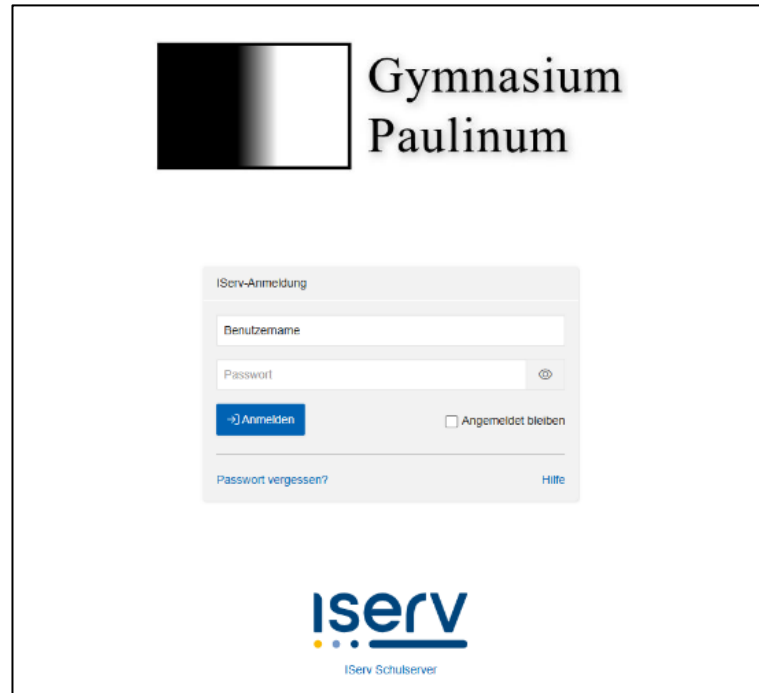 Gymnasium
Paulinum
IServ-Anmeldung
Benutzername
Passwort
Anmelden
Angemeldet bleiben
Passwort vergessen?
Hilfe
Iserv
IServ Schulserver